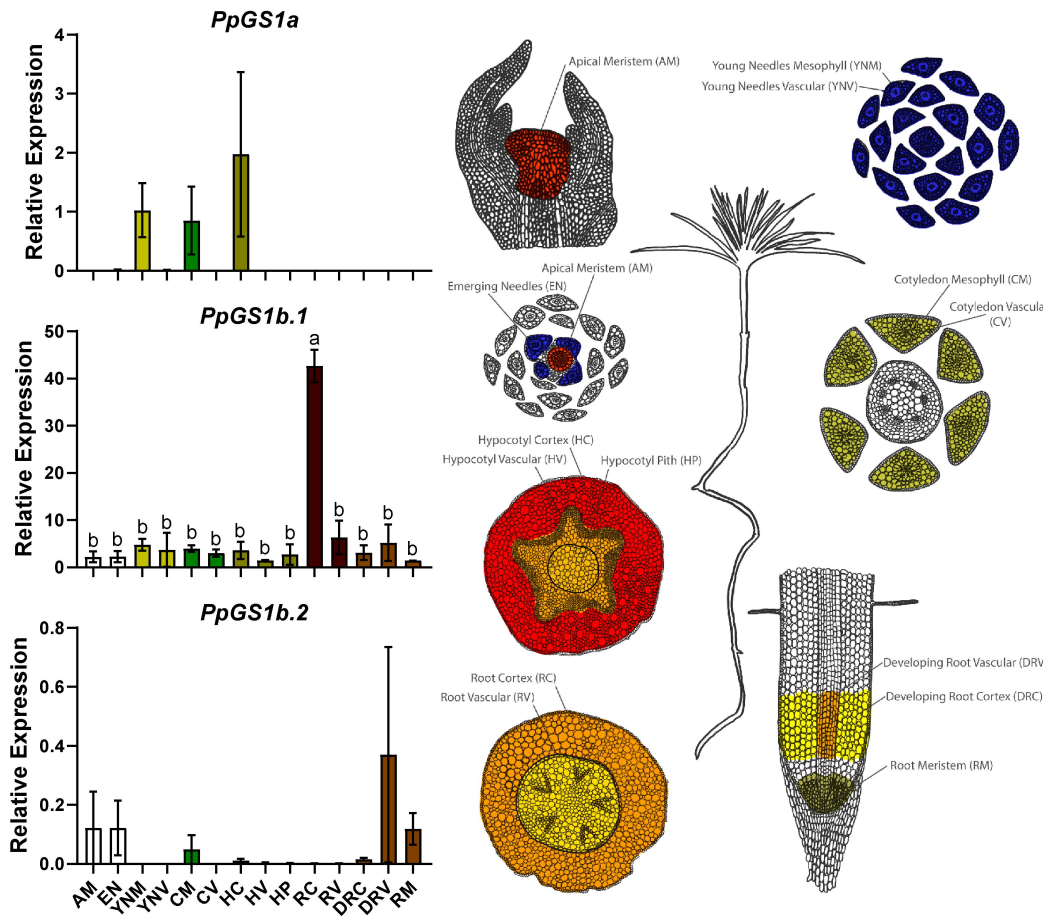 PpGS1a
Relative Expression
4
3
2
1
0
PpGS1b.1
Relative Expression
50
40
30
20
10
0
b b b b b b b b b a b b b b
PpGS1b.2
Relative Expression
0.8
0.6
0.4
0.2
0.0
AM EN YNM YNV CM CV HC HV HP RC RV DRC DRV RM
Apical Meristem (AM)
Young Needles Mesophyll (YNM)
Young Needles Vascular (YNV)
Apical Meristem (AM)
Emerging Needles (EN)
Cotyledon Mesophyll (CM)
Cotyledon Vascula
(CV)
Hypocotyl Cortex (HC)
Hypocotyl Vascular (HV)
Hypocotyl Pith (HP)
Root Cortex (RC)
Root Vascular (RV)
Developing Root Vascular (DRV
Developing Root Cortex (DRC)
Root Meristem (RM)